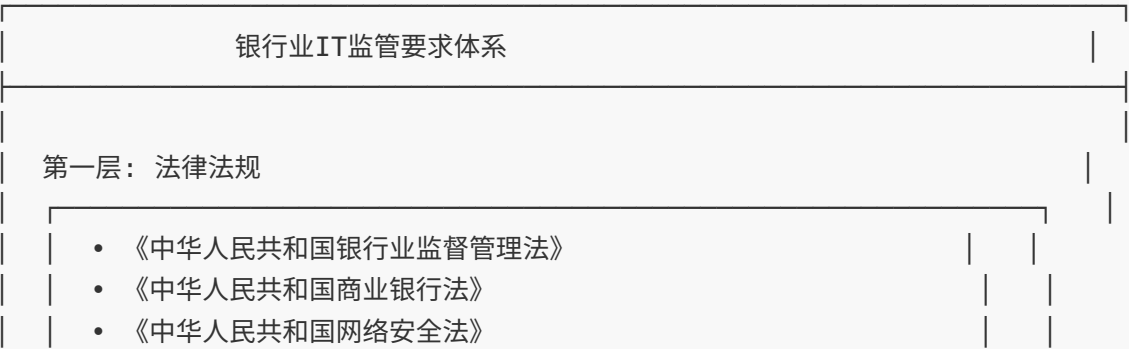 银行业IT监管要求体系
第一层: 法律法规
• 《中华人民共和国银行业监督管理法》
• 《中华人民共和国商业银行法》
• 《中华人民共和国网络安全法》